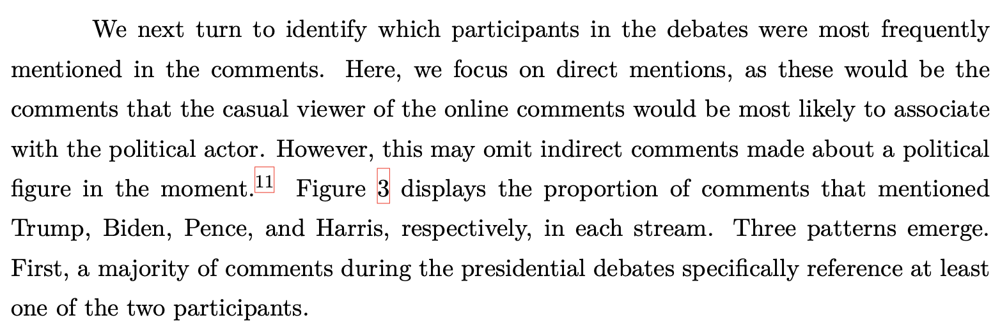 We next turn to identify which participants in the debates were most frequently
mentioned in the comments. Here, we focus on direct mentions, as these would be the
comments that the casual viewer of the online comments would be most likely to associate
with the political actor. However, this may omit indirect comments made about a political
figure in the moment.11 Figure 3 displays the proportion of comments that mentioned
Trump, Biden, Pence, and Harris, respectively, in each stream. Three patterns emerge.
First, a majority of comments during the presidential debates specifically reference at least
one of the two participants.